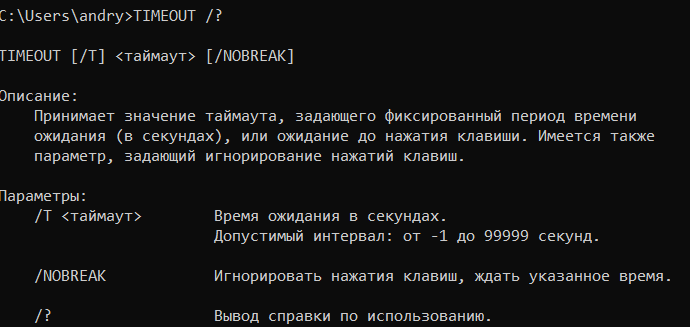 C:\Users\andry>TIMEOUT /?
TIMEOUT [/T] <таймаут> [/NOBREAK]
Описание:
Принимает значение таймаута, задающего фиксированный период времени
ожидания (в секундах), или ожидание до нажатия клавиши. Имеется также
параметр, задающий игнорирование нажатий клавиш.
Параметры:
/T <таймаут> Время ожидания в секундах.
Допустимый интервал: от -1 до 99999 секунд.
/NOBREAK Игнорировать нажатия клавиш, ждать указанное время.
/? Вывод справки по использованию.